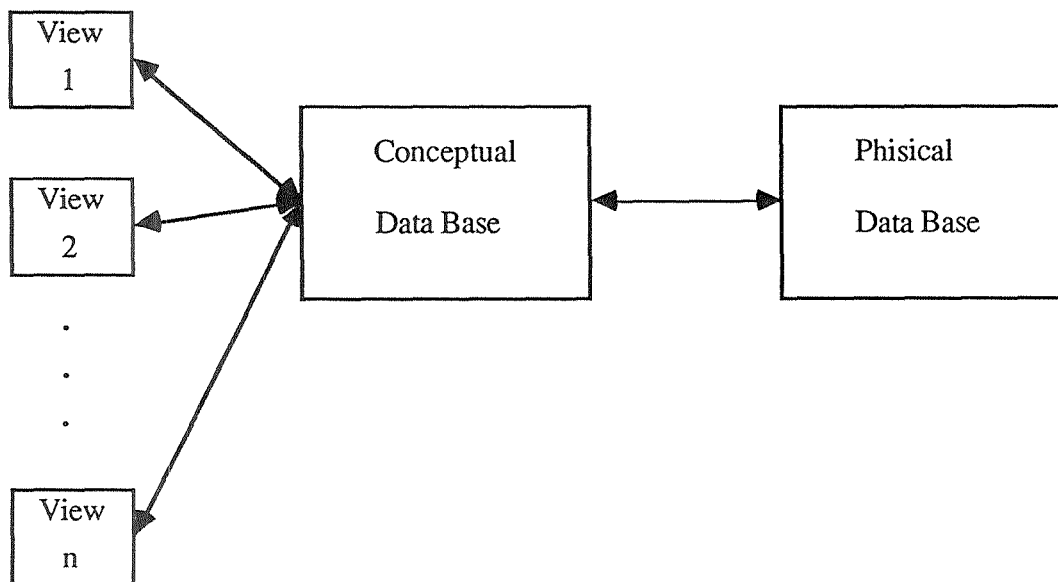 View
1
View
2
.
.
.
View
n
Conceptual
Data Base
Phisical
Data Base